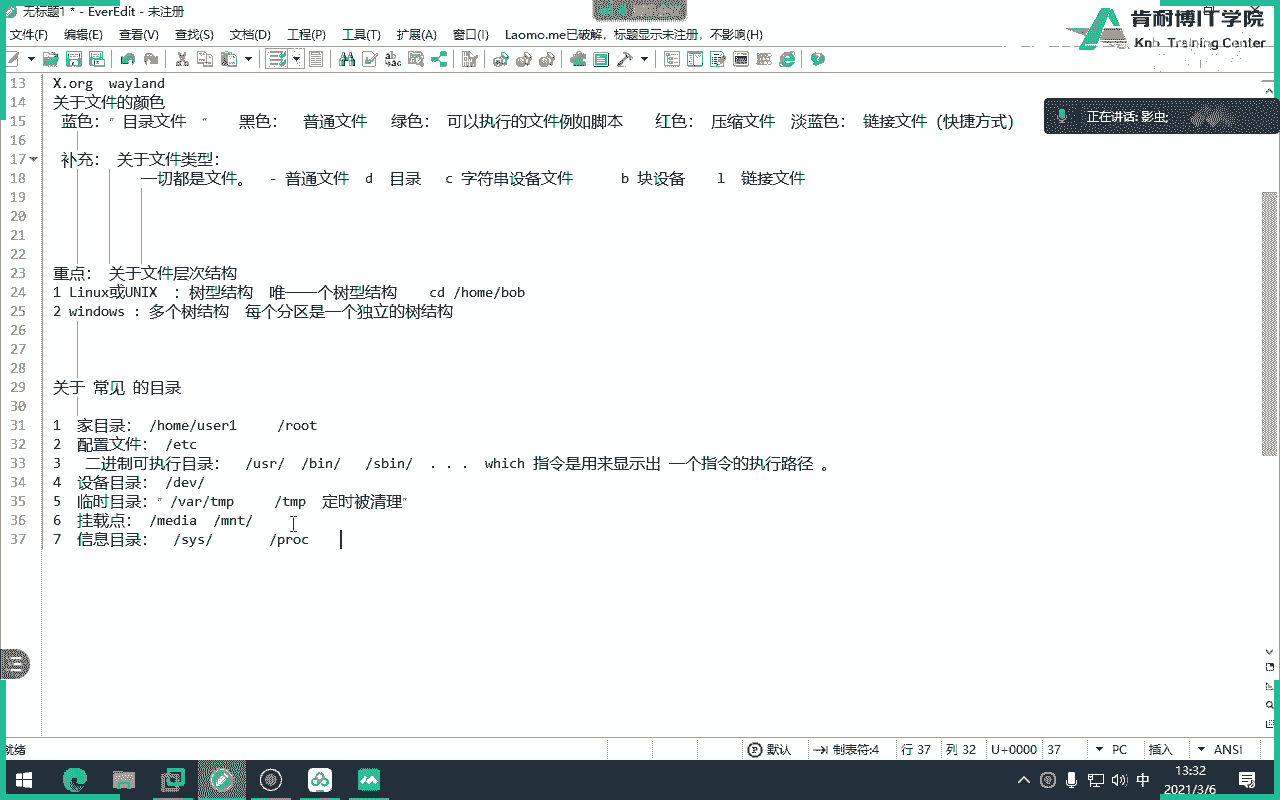 无标题1 * - EverEdit - 未注册
肯耐博IT学院
文件(F) 编辑(E) 查看(V) 查找(S) 文档(D) 工程(P) 工具(T) 扩展(A) 窗口(I) Laomo.me已破解，标题显示未注册，不影响(H)
Knb Training Center
13 X.org wayland
14 关于文件的颜色
15 蓝色：" 目录文件 " 黑色： 普通文件 绿色： 可以执行的文件例如脚本 红色： 压缩文件 淡蓝色： 链接文件（快捷方式）
正在讲话: 影虫;
16
17 补充： 关于文件类型：
18 一切都是文件。 - 普通文件 d 目录 c 字符串设备文件 b 块设备 l 链接文件
19
20
21
22
23 重点： 关于文件层次结构
24 1 Linux或UNIX ：树型结构 唯一一个树型结构 cd /home/bob
25 2 windows : 多个树结构 每个分区是一个独立的树结构
26
27
28
29 关于 常见 的目录
30
31 1 家目录： /home/user1 /root
32 2 配置文件： /etc
33 3 二进制可执行目录： /usr/ /bin/ /sbin/ . . . which 指令是用来显示出 一个指令的执行路径 。
34 4 设备目录： /dev/
35 5 临时目录：" /var/tmp /tmp 定时被清理"
36 6 挂载点： /media /mnt/
37 7 信息目录： /sys/ /proc
就绪 默认 制表符:4 行 37 列 32 U+0000 37 PC 插入 ANSI
中 13:32
2021/3/6